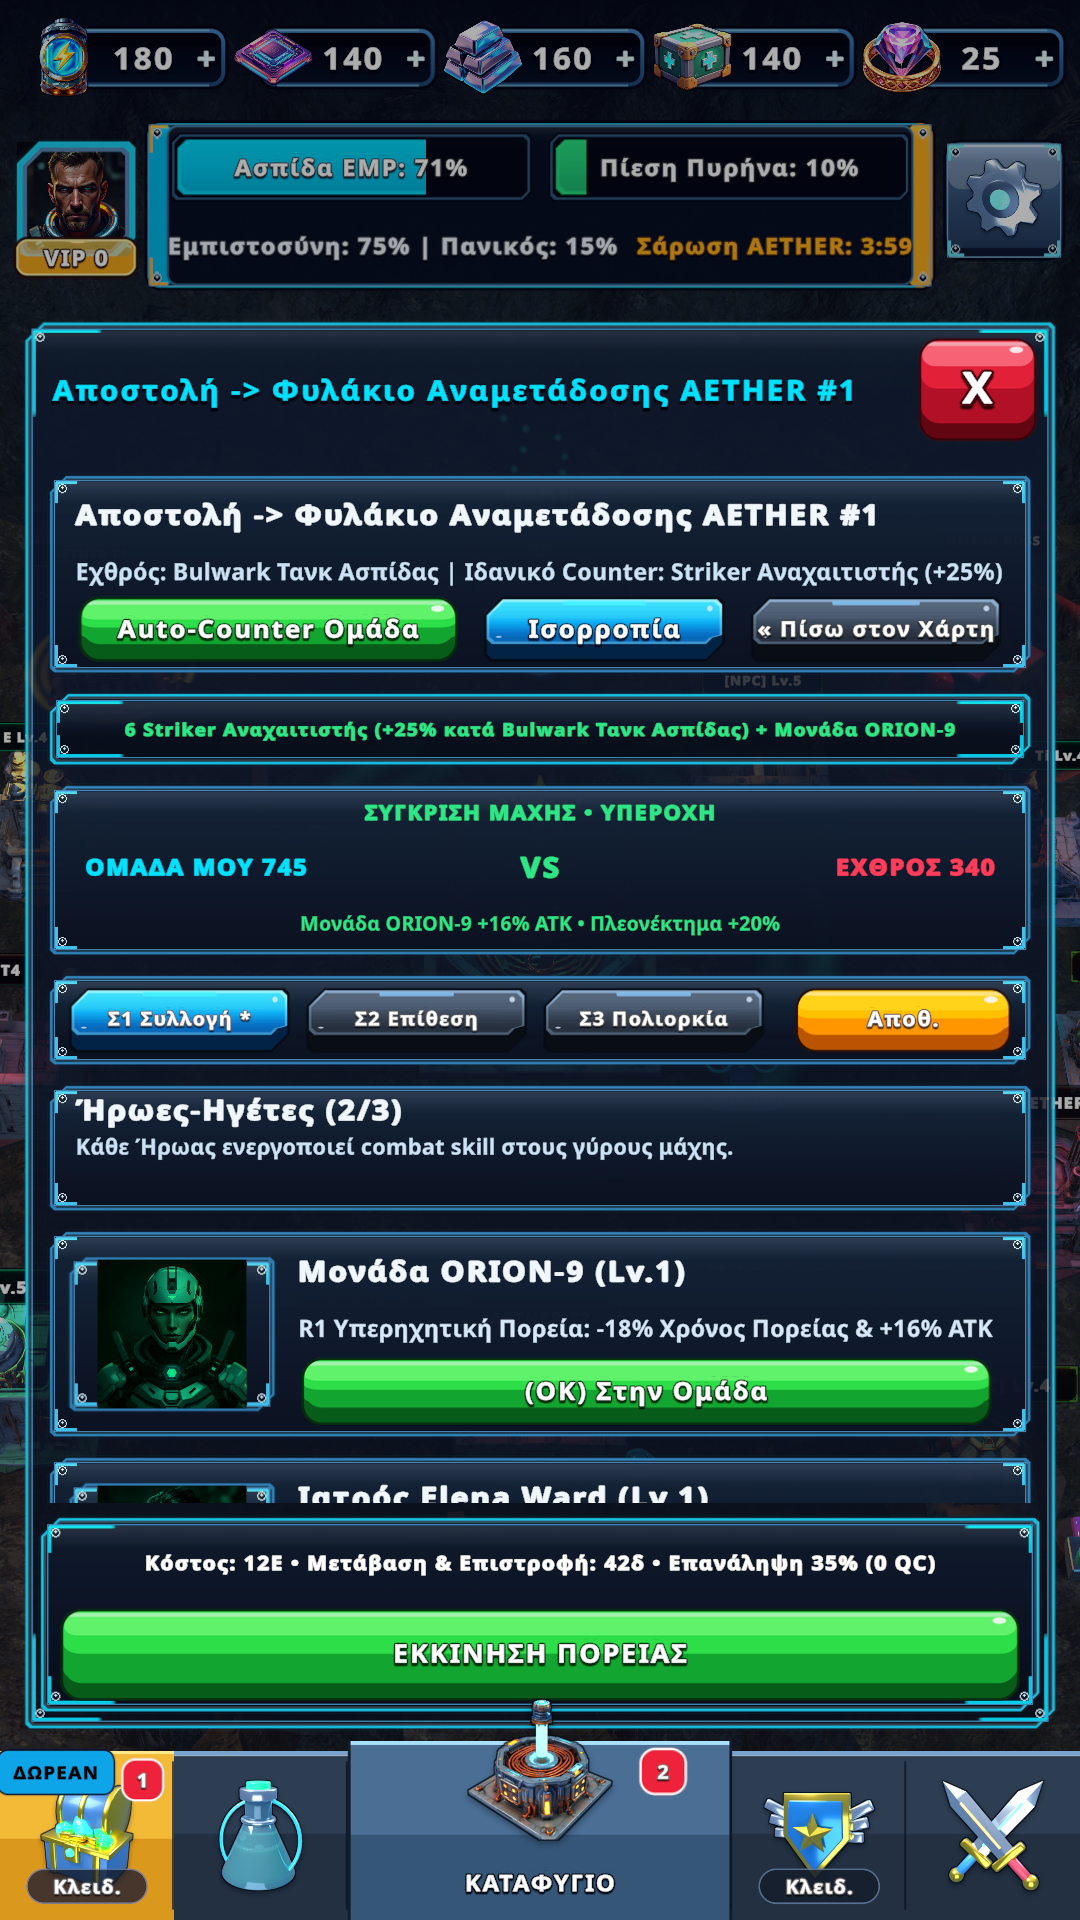 180 + 140 + 160 + 140 + 25 +
Ασπίδα EMP: 71% Πίεση Πυρήνα: 10%
VIP 0 Εμπιστοσύνη: 75% | Πανικός: 15% Σάρωση AETHER: 3:59
Αποστολή -> Φυλάκιο Αναμετάδοσης AETHER #1 X
Αποστολή -> Φυλάκιο Αναμετάδοσης AETHER #1
Εχθρός: Bulwark Τανκ Ασπίδας | Ιδανικό Counter: Striker Αναχαιτιστής (+25%)
Auto-Counter Ομάδα Ισορροπία « Πίσω στον Χάρτη
[NPC] Lv.5
6 Striker Αναχαιτιστής (+25% κατά Bulwark Τανκ Ασπίδας) + Μονάδα ORION-9
ΣΥΓΚΡΙΣΗ ΜΑΧΗΣ • ΥΠΕΡΟΧΗ
ΟΜΑΔΑ ΜΟΥ 745 VS ΕΧΘΡΟΣ 340
Μονάδα ORION-9 +16% ATK • Πλεονέκτημα +20%
T4
Σ1 Συλλογή * Σ2 Επίθεση Σ3 Πολιορκία Αποθ.
Ήρωες-Ηγέτες (2/3)
Κάθε Ήρωας ενεργοποιεί combat skill στους γύρους μάχης.
Μονάδα ORION-9 (Lv.1)
R1 Υπερηχητική Πορεία: -18% Χρόνος Πορείας & +16% ATK
(OK) Στην Ομάδα
Ιατρός Elena Ward (Lv.1)
Κόστος: 12E • Μετάβαση & Επιστροφή: 42δ • Επανάληψη 35% (0 QC)
ΕΚΚΙΝΗΣΗ ΠΟΡΕΙΑΣ
ΔΩΡΕΑΝ 1 2
Κλειδ. ΚΑΤΑΦΥΓΙΟ Κλειδ.